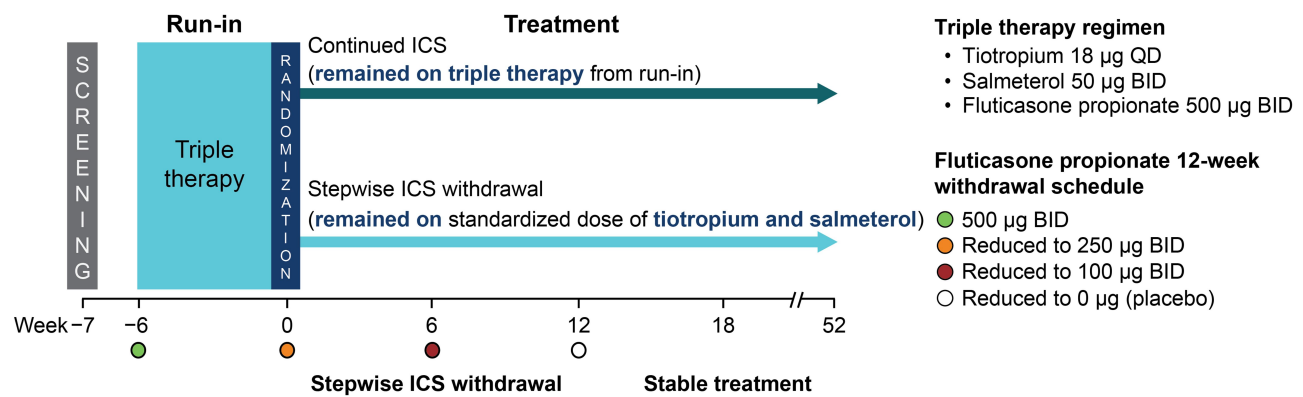 Run-in
Treatment
SCREENING
Triple
therapy
RANDOMIZATION
Continued ICS
(remained on triple therapy from run-in)
Stepwise ICS withdrawal
(remained on standardized dose of tiotropium and salmeterol)
Week −7 −6 0 6 12 18 52
Stepwise ICS withdrawal
Stable treatment
Triple therapy regimen
• Tiotropium 18 µg QD
• Salmeterol 50 µg BID
• Fluticasone propionate 500 µg BID
Fluticasone propionate 12-week
withdrawal schedule
500 µg BID
Reduced to 250 µg BID
Reduced to 100 µg BID
Reduced to 0 µg (placebo)